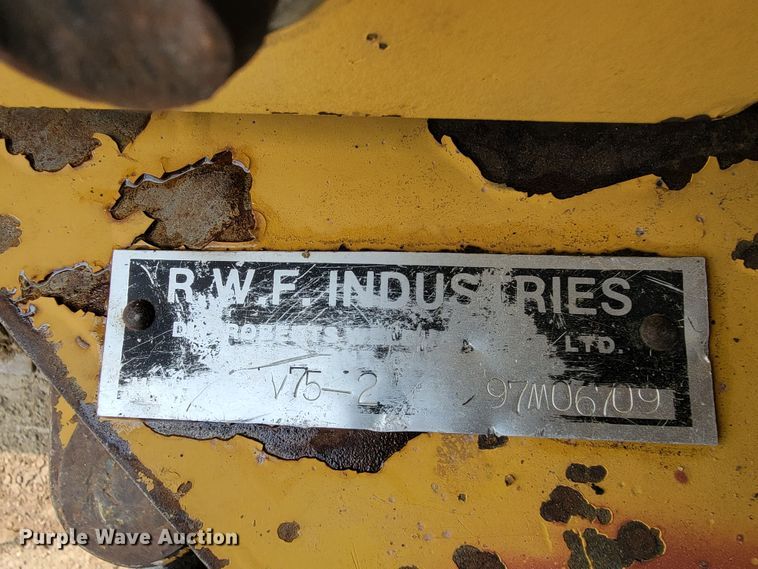 R.W.F. INDUSTRIES
LTD.
V75-2 97M06709
Purple Wave Auction